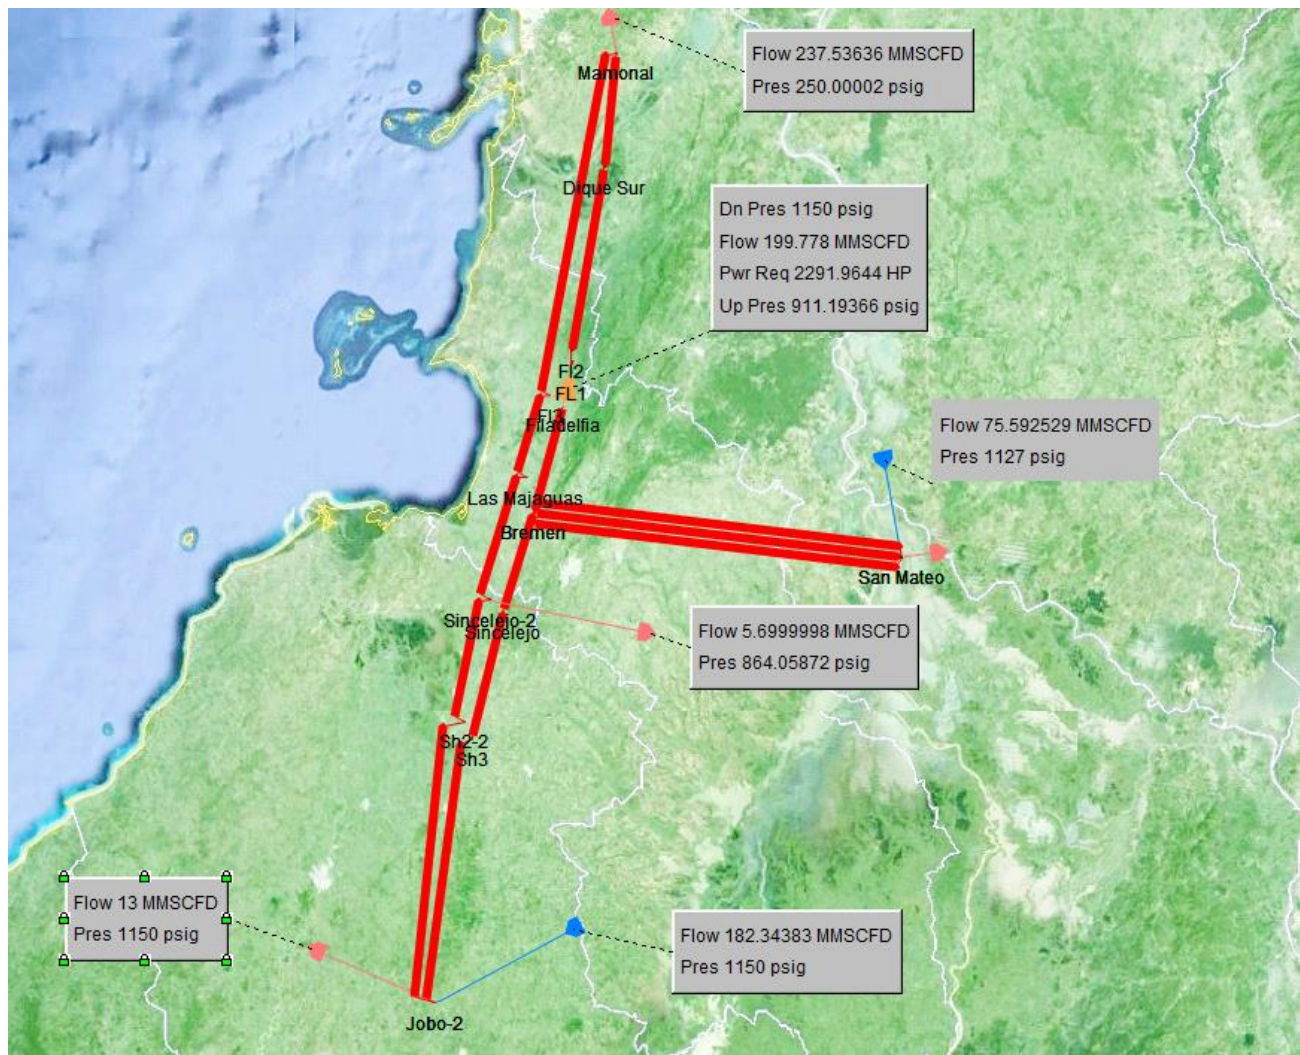 Flow 237.53636 MMSCFD
Pres 250.00002 psig
Mamonal
Dique Sur
Dn Pres 1150 psig
Flow 199.778 MMSCFD
Pwr Req 2291.9644 HP
Up Pres 911.19366 psig
Fl2
FL1
Fl3
Filadelfia
Flow 75.592529 MMSCFD
Pres 1127 psig
Las Majaguas
Bremen
San Mateo
Sincelejo-2
Sincelejo
Flow 5.6999998 MMSCFD
Pres 864.05872 psig
Sh2-2
Sh3
Flow 13 MMSCFD
Pres 1150 psig
Flow 182.34383 MMSCFD
Pres 1150 psig
Jobo-2